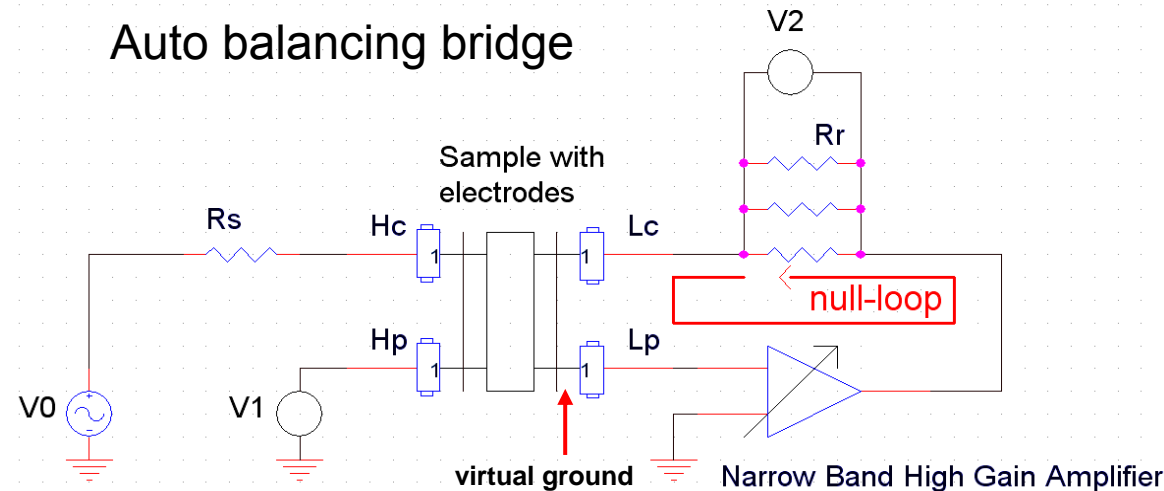 Auto balancing bridge
V2
Rr
Sample with
electrodes
Rs
Hc
Lc
1
1
null-loop
Hp
Lp
1
1
V0
V1
virtual ground
Narrow Band High Gain Amplifier